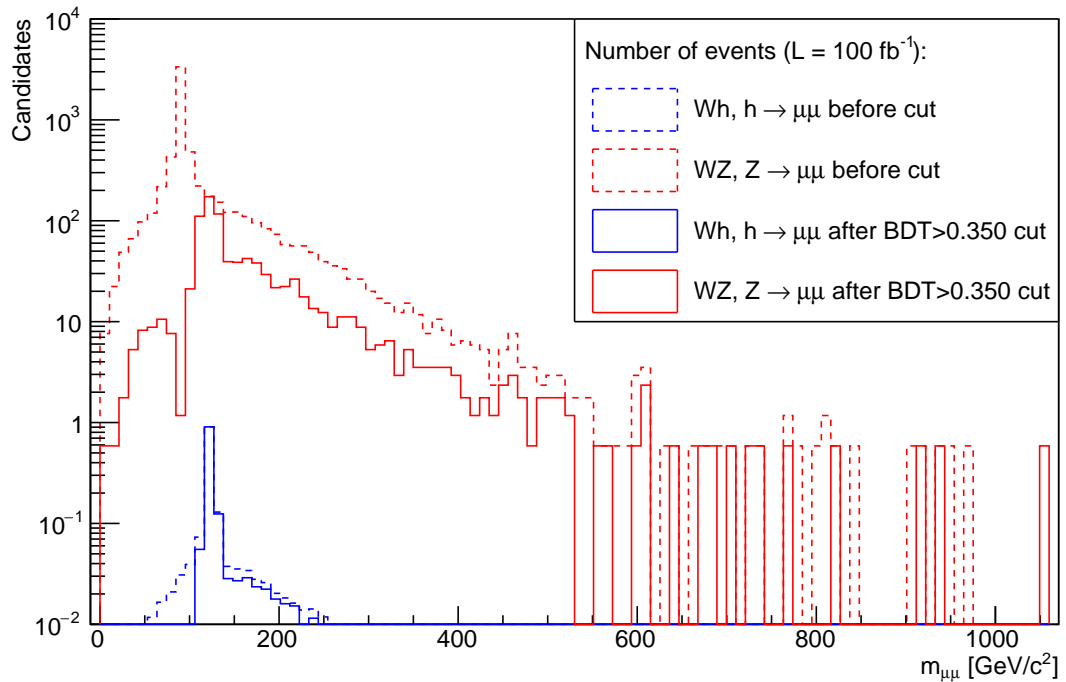 Candidates
10⁴
10³
10²
10
1
10⁻¹
10⁻²
Number of events (L = 100 fb⁻¹):
Wh, h → μμ before cut
WZ, Z → μμ before cut
Wh, h → μμ after BDT>0.350 cut
WZ, Z → μμ after BDT>0.350 cut
0 200 400 600 800 1000
m_μμ [GeV/c²]